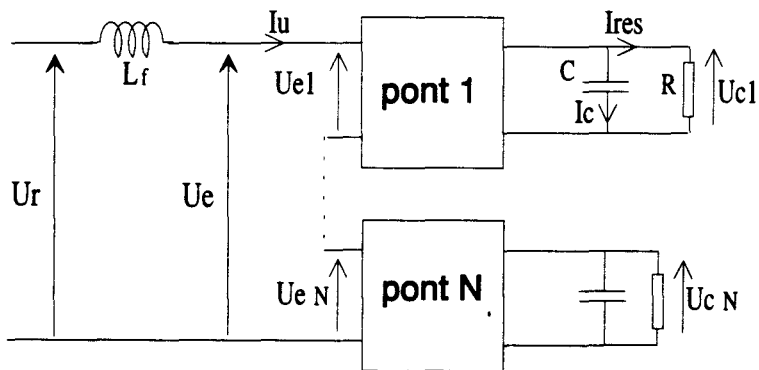 Iu
Lf
Ur
Ue
Ue1
pont 1
Ires
C
Ic
R
Uc1
Ue N
pont N
Uc N